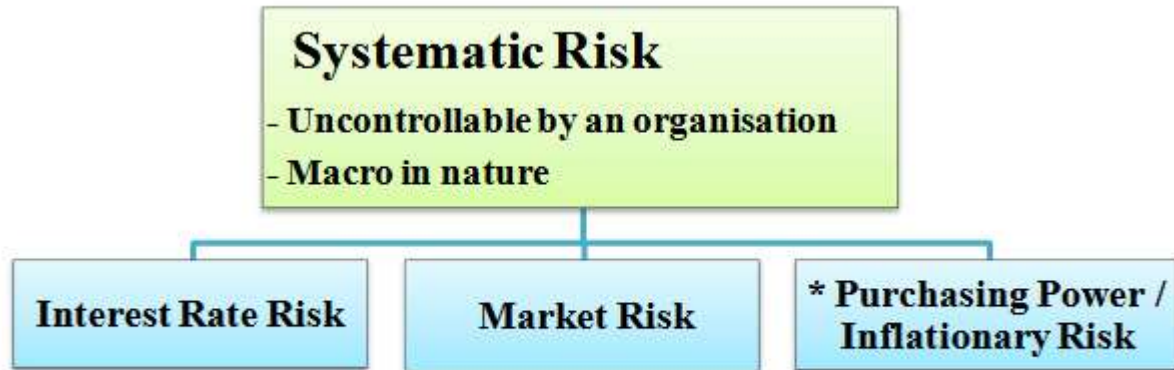 Systematic Risk
- Uncontrollable by an organisation
- Macro in nature
Interest Rate Risk
Market Risk
* Purchasing Power /
Inflationary Risk